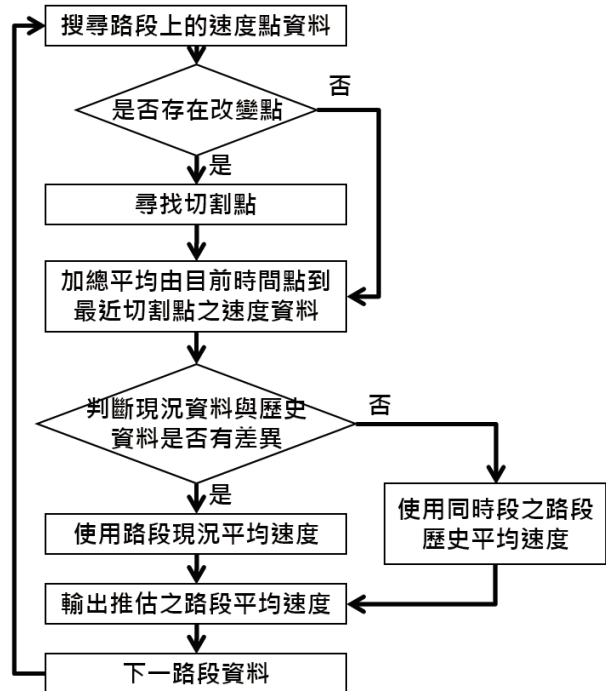 搜尋路段上的速度點資料
是否存在改變點
否
是
尋找切割點
加總平均由目前時間點到
最近切割點之速度資料
判斷現況資料與歷史
資料是否有差異
否
是
使用路段現況平均速度
使用同時段之路段
歷史平均速度
輸出推估之路段平均速度
下一路段資料